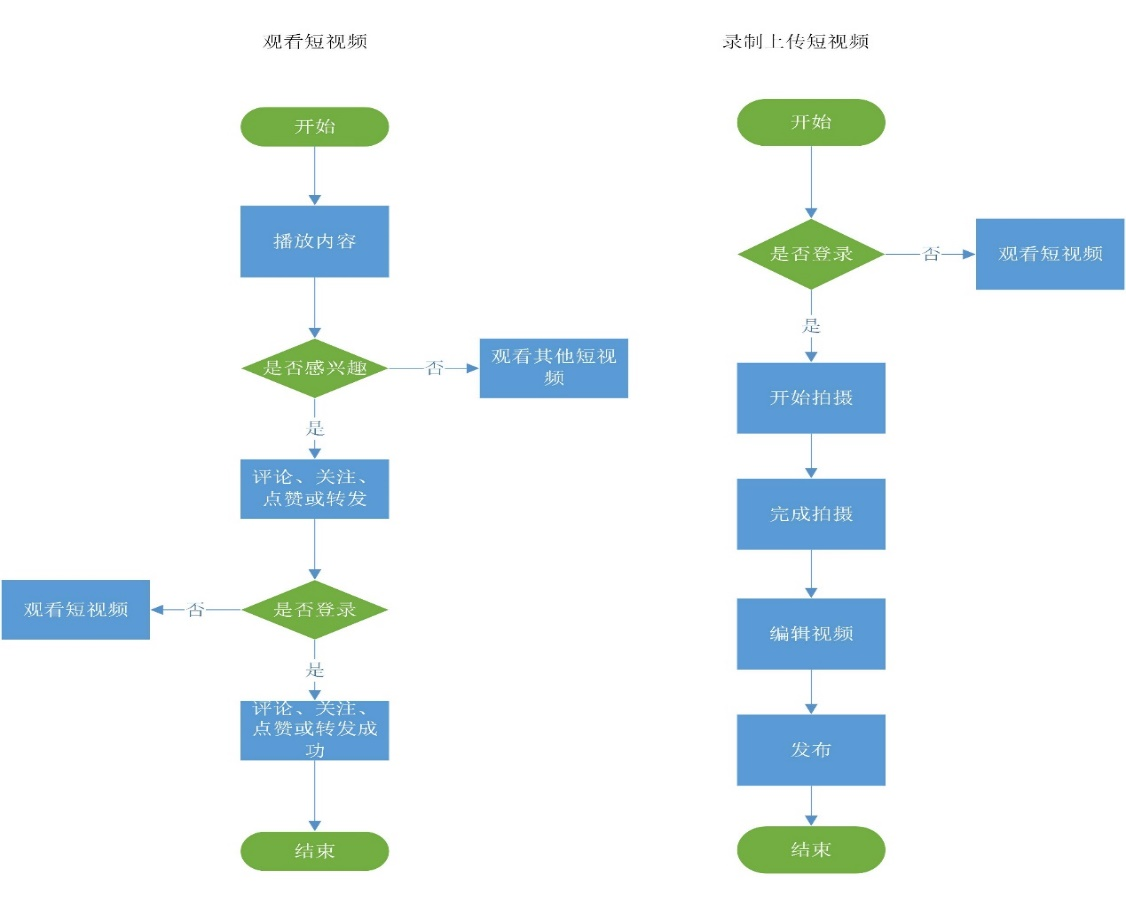 观看短视频
开始
播放内容
是否感兴趣
否
观看其他短视
频
是
评论、关注、
点赞或转发
是否登录
否
观看短视频
是
评论、关注、
点赞或转发成
功
结束
录制上传短视频
开始
是否登录
否
观看短视频
是
开始拍摄
完成拍摄
编辑视频
发布
结束